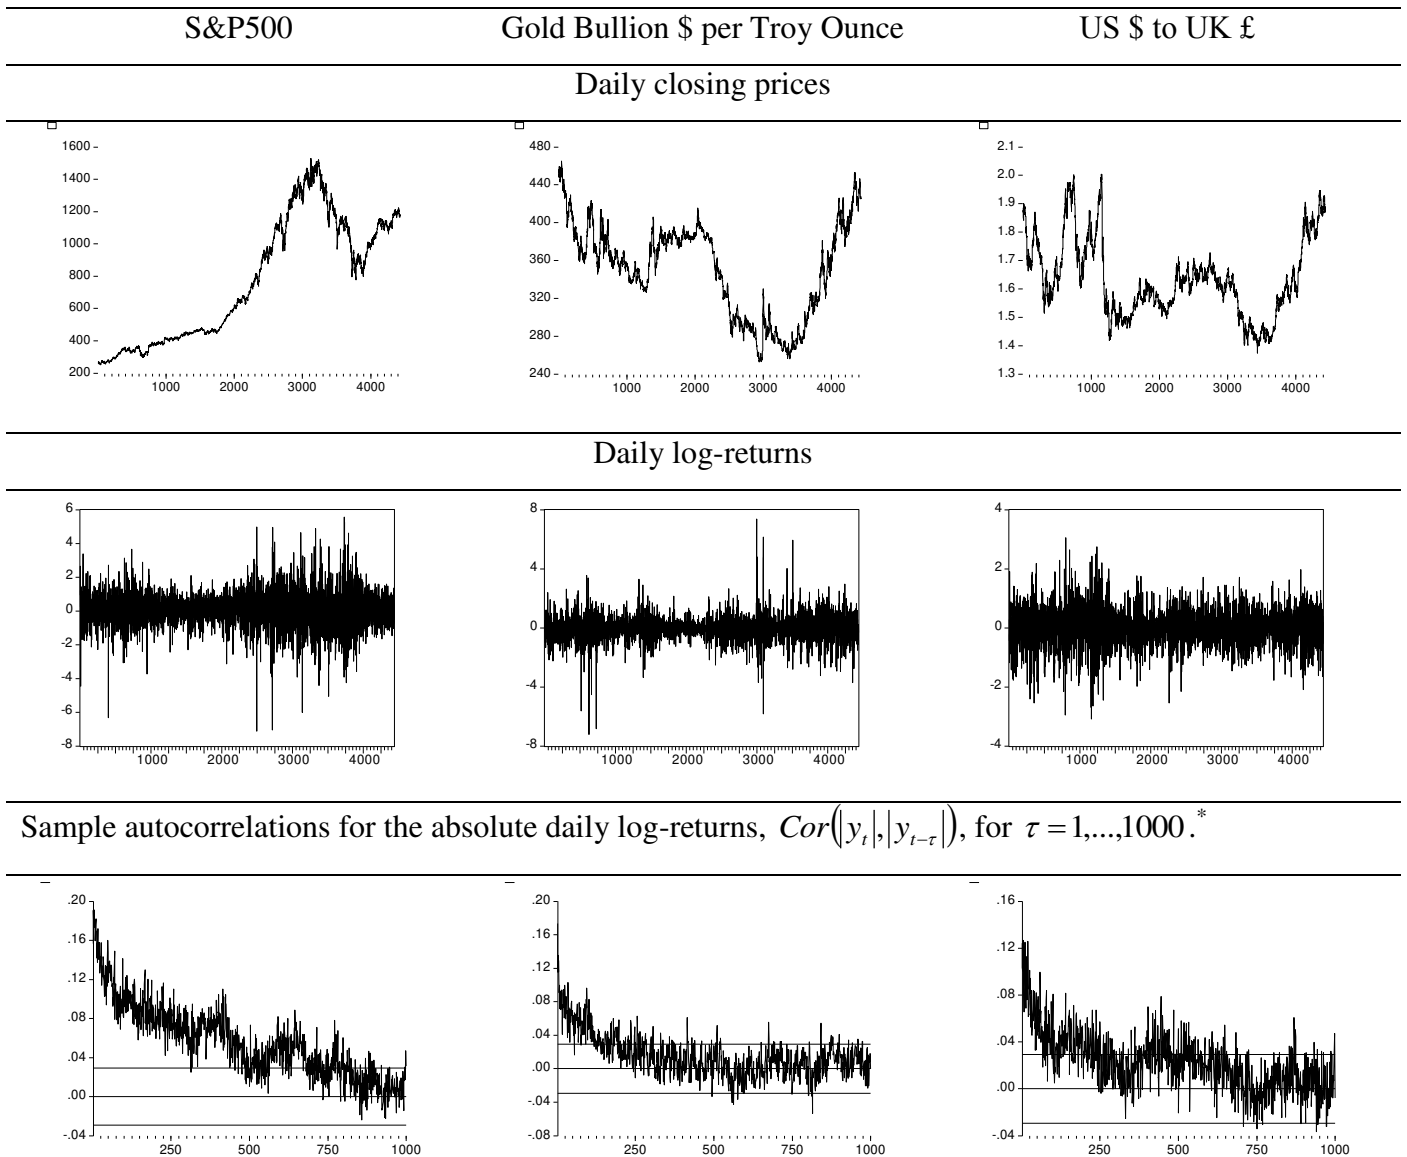 S&P500 Gold Bullion $ per Troy Ounce US $ to UK £
Daily closing prices
1600 1400 1200 1000 800 600 400 200
1000 2000 3000 4000
480 440 400 360 320 280 240
1000 2000 3000 4000
2.1 2.0 1.9 1.8 1.7 1.6 1.5 1.4 1.3
1000 2000 3000 4000
Daily log-returns
6 4 2 0 -2 -4 -6 -8
1000 2000 3000 4000
8 4 0 -4 -8
1000 2000 3000 4000
4 2 0 -2 -4
1000 2000 3000 4000
Sample autocorrelations for the absolute daily log-returns, Cor(|y_t|,|y_{t−τ}|), for τ = 1,...,1000.*
.20 .16 .12 .08 .04 .00 -.04
250 500 750 1000
.20 .16 .12 .08 .04 .00 -.04 -.08
250 500 750 1000
.16 .12 .08 .04 .00 -.04
250 500 750 1000